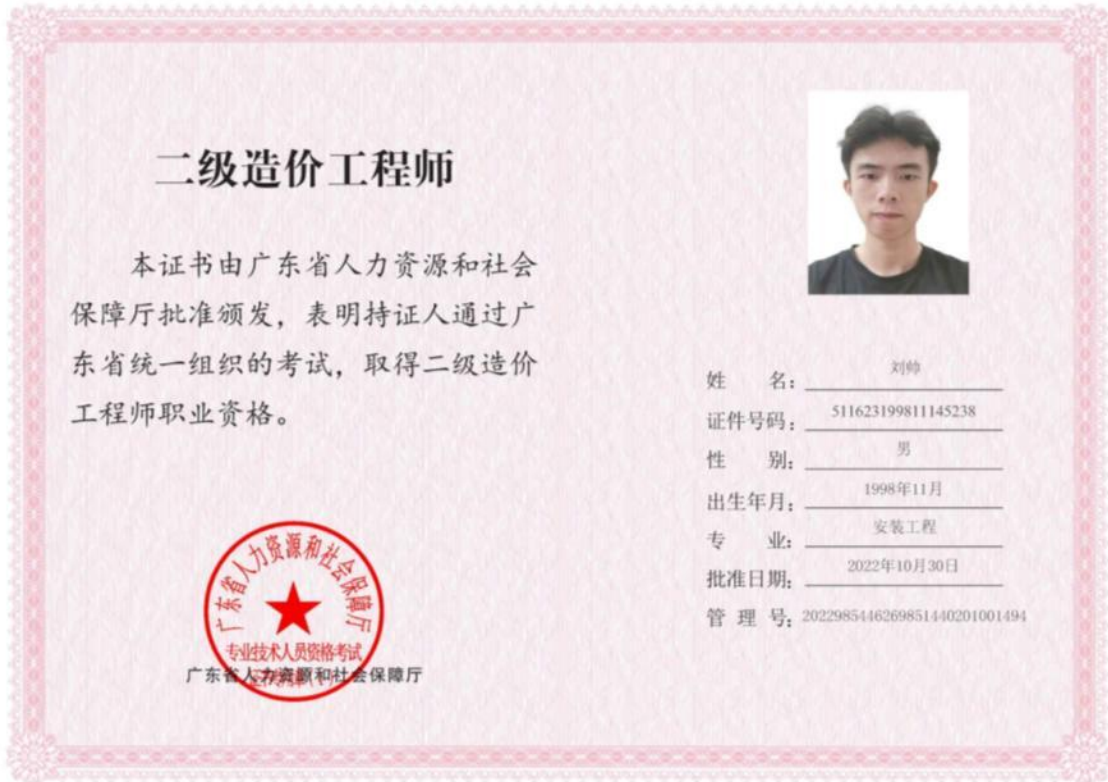 二级造价工程师
本证书由广东省人力资源和社会
保障厅批准颁发，表明持证人通过广
东省统一组织的考试，取得二级造价
工程师职业资格。
广东省人力资源和社会保障厅
专业技术人员资格考试
广东省人力资源和社会保障厅
姓 名：刘帅
证件号码：511623199811145238
性 别：男
出生年月：1998年11月
专 业：安装工程
批准日期：2022年10月30日
管 理 号：20229854462698514402010​01494